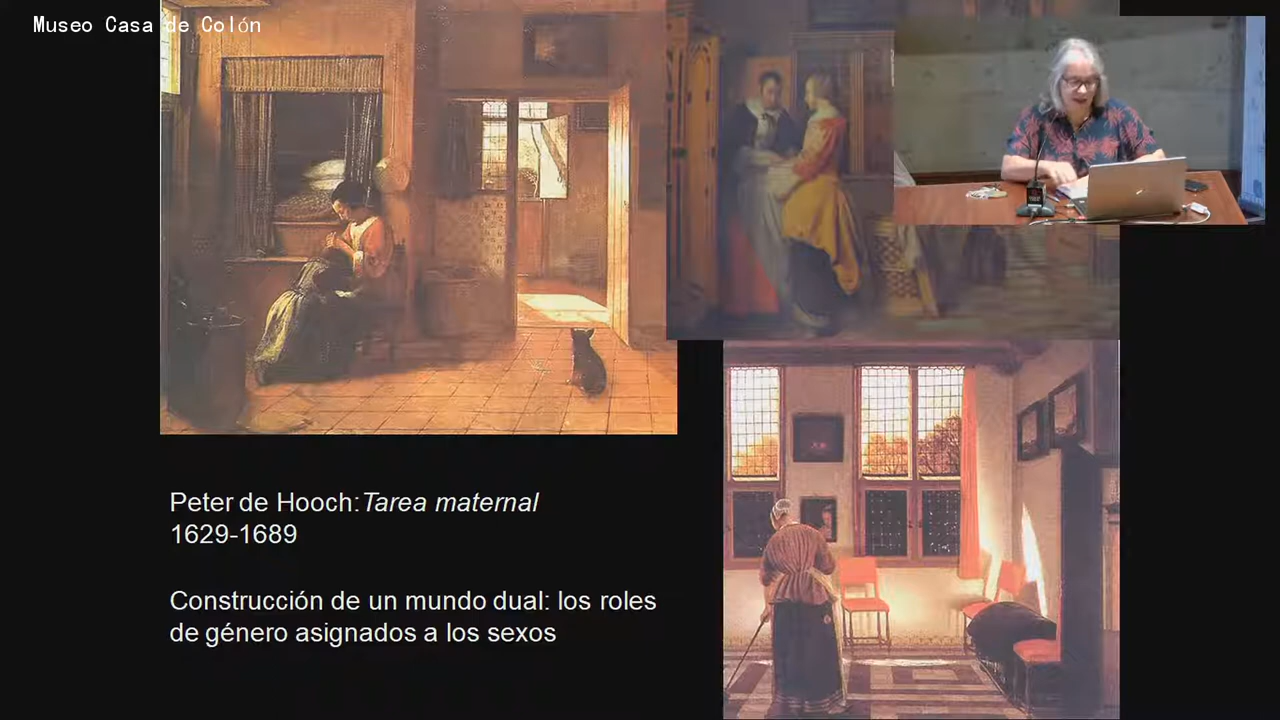 Museo Casa de Colón
Peter de Hooch: Tarea maternal
1629-1689
Construcción de un mundo dual: los roles
de género asignados a los sexos